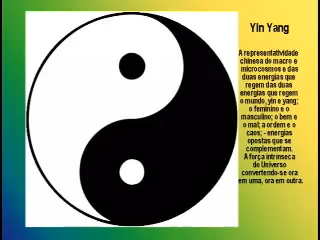 Yin Yang
A representatividade
chinesa do macro e
microcosmos e das
duas energias que
regem das duas
energias que regem
o mundo, yin e yang;
o feminino e o
masculino; o bem e
o mal; a ordem e o
caos; - energias
opostas que se
complementam.
A força intrínseca
do Universo
convertendo-se ora
em uma, ora em outra.